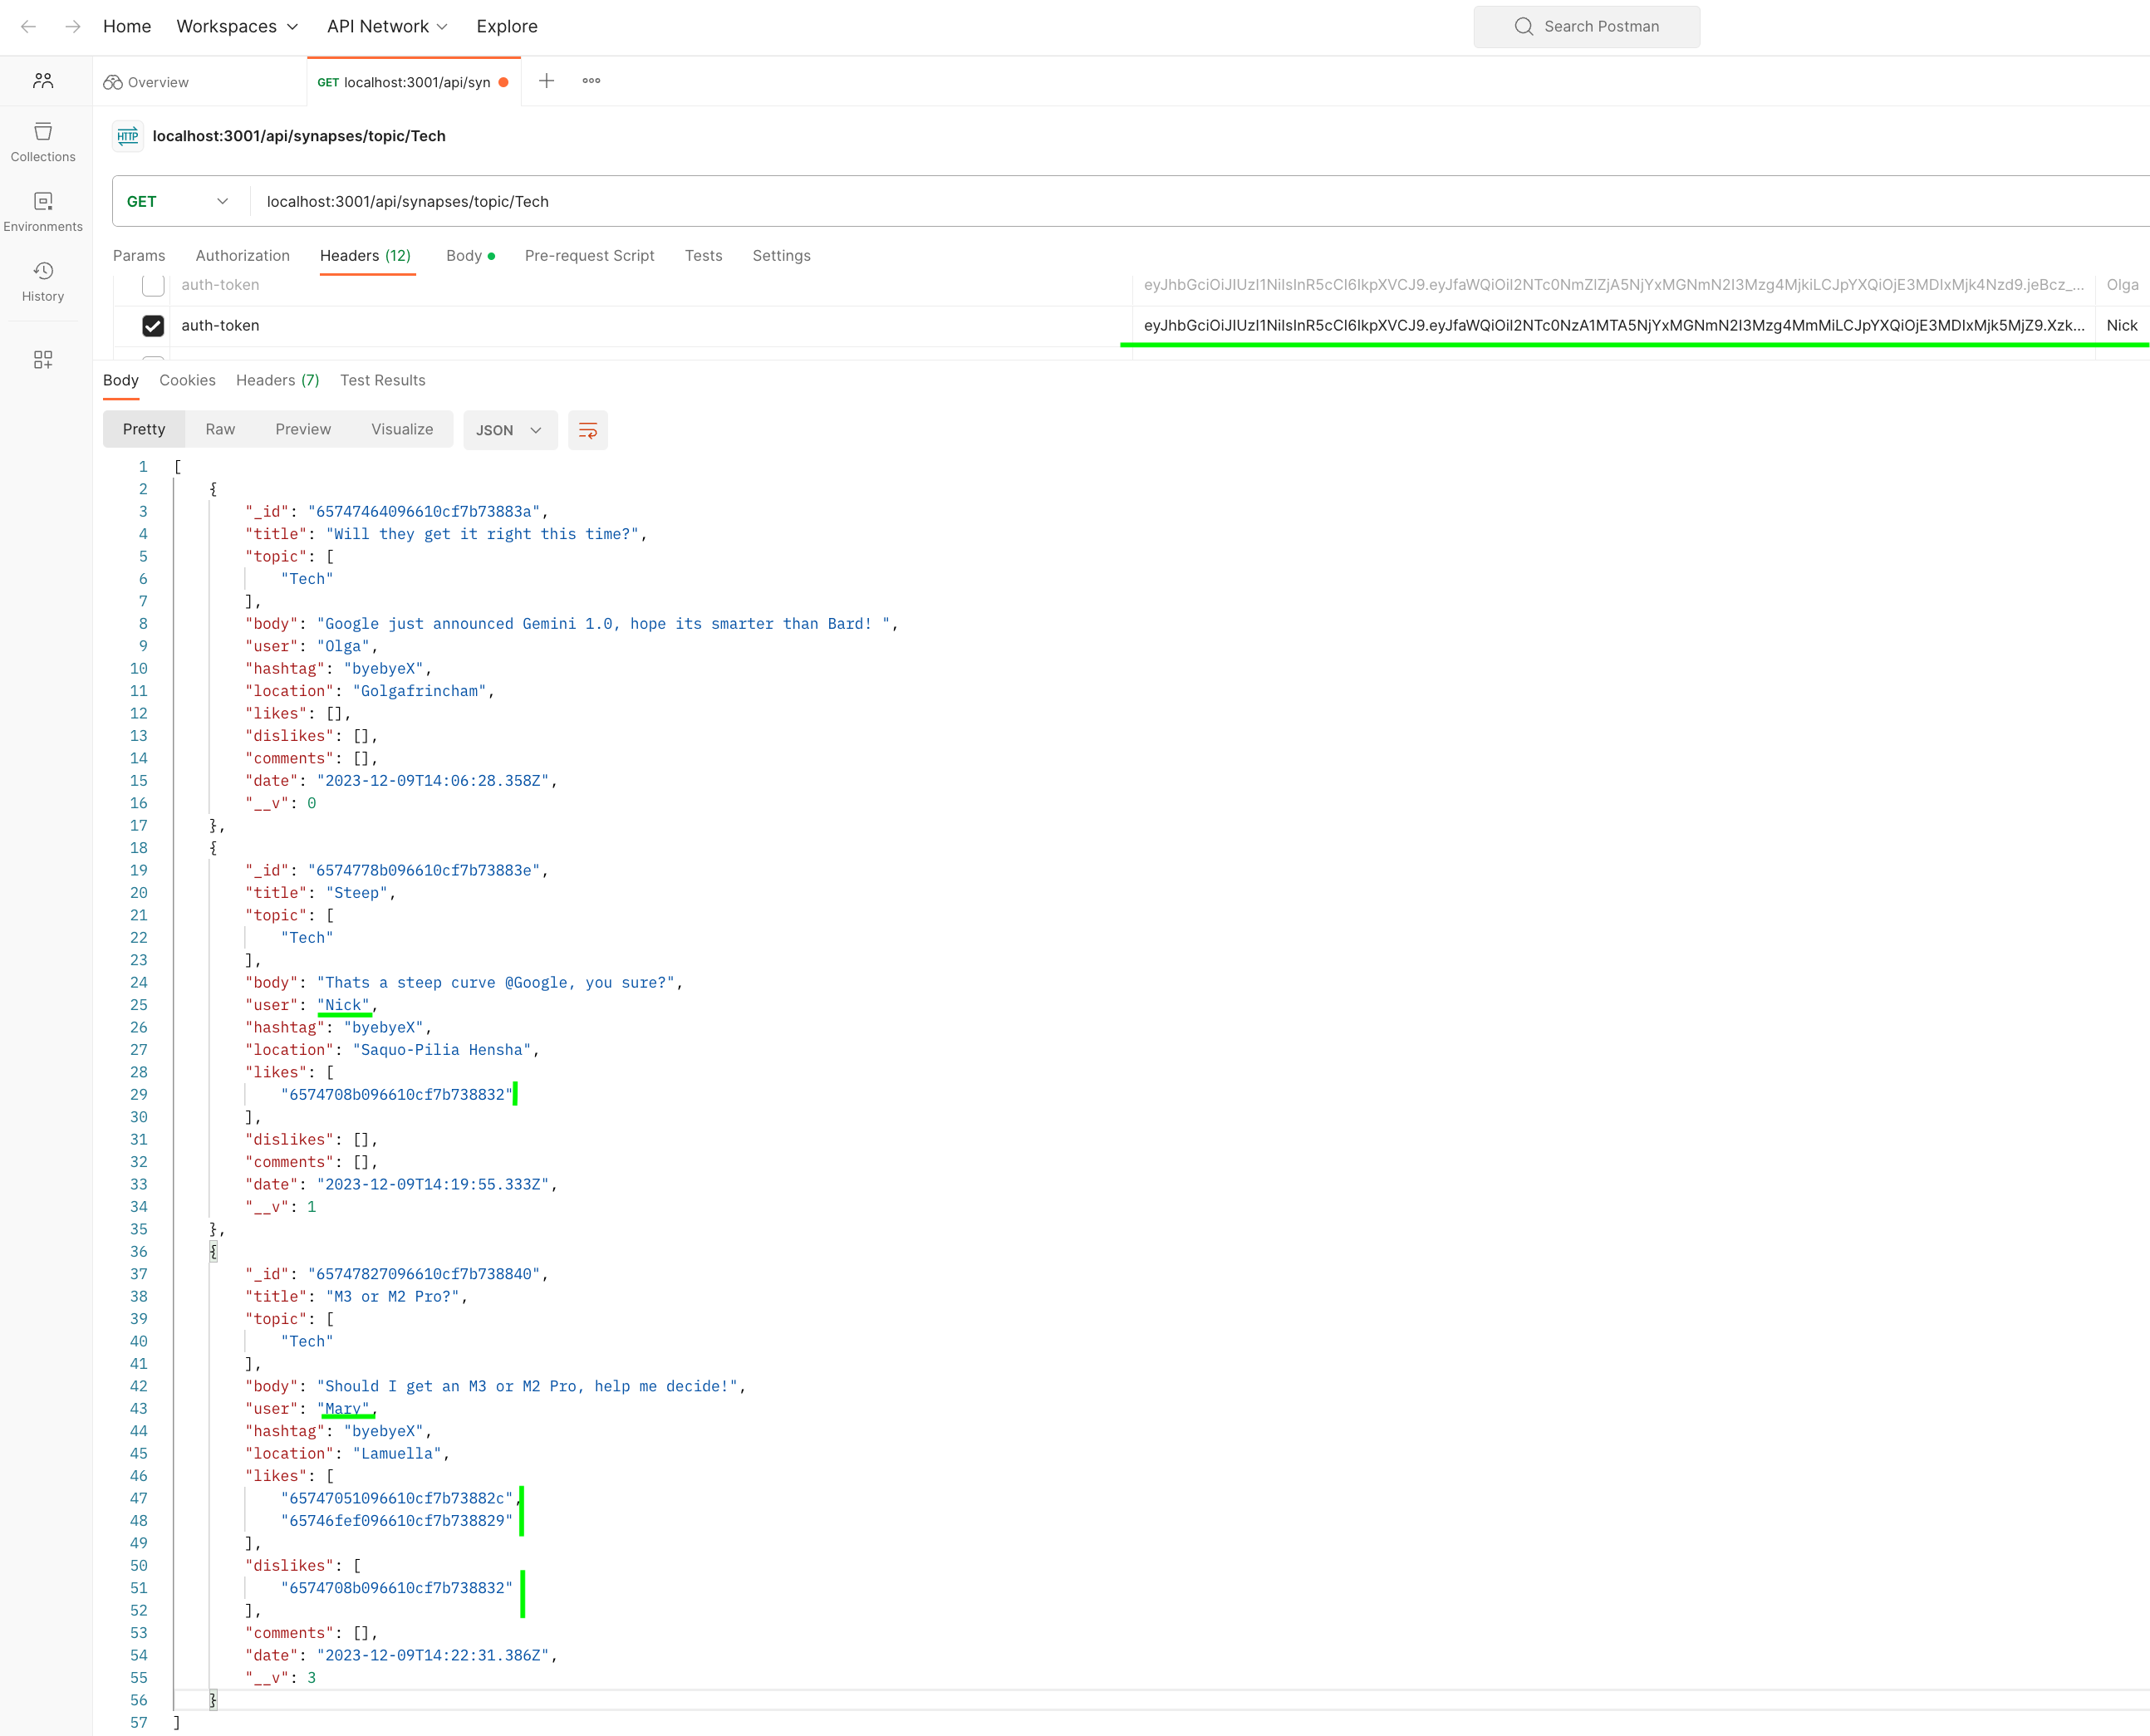 Home Workspaces API Network Explore Search Postman
Overview GET localhost:3001/api/syn
HTTP localhost:3001/api/synapses/topic/Tech
Collections
GET localhost:3001/api/synapses/topic/Tech
Environments
Params Authorization Headers (12) Body Pre-request Script Tests Settings
History
auth-token eyJhbGciOiJIUzI1NiIsInR5cCI6IkpXVCJ9.eyJfaWQiOiI2NTc0NmZlZjA5NjYxMGNmN2I3Mzg4MjkiLCJpYXQiOjE3MDIxMjk4Nzd9.jeBcz_... Olga
auth-token eyJhbGciOiJIUzI1NiIsInR5cCI6IkpXVCJ9.eyJfaWQiOiI2NTc0NzA1MTA5NjYxMGNmN2I3Mzg4MmMiLCJpYXQiOjE3MDIxMjk5MjZ9.Xzk... Nick
Body Cookies Headers (7) Test Results
Pretty Raw Preview Visualize JSON
1 [
2 {
3 "_id": "65747464096610cf7b73883a",
4 "title": "Will they get it right this time?",
5 "topic": [
6 "Tech"
7 ],
8 "body": "Google just announced Gemini 1.0, hope its smarter than Bard! ",
9 "user": "Olga",
10 "hashtag": "byebyeX",
11 "location": "Golgafrincham",
12 "likes": [],
13 "dislikes": [],
14 "comments": [],
15 "date": "2023-12-09T14:06:28.358Z",
16 "__v": 0
17 },
18 {
19 "_id": "6574778b096610cf7b73883e",
20 "title": "Steep",
21 "topic": [
22 "Tech"
23 ],
24 "body": "Thats a steep curve @Google, you sure?",
25 "user": "Nick",
26 "hashtag": "byebyeX",
27 "location": "Saquo-Pilia Hensha",
28 "likes": [
29 "6574708b096610cf7b738832"
30 ],
31 "dislikes": [],
32 "comments": [],
33 "date": "2023-12-09T14:19:55.333Z",
34 "__v": 1
35 },
36 {
37 "_id": "65747827096610cf7b738840",
38 "title": "M3 or M2 Pro?",
39 "topic": [
40 "Tech"
41 ],
42 "body": "Should I get an M3 or M2 Pro, help me decide!",
43 "user": "Mary",
44 "hashtag": "byebyeX",
45 "location": "Lamuella",
46 "likes": [
47 "65747051096610cf7b73882c",
48 "65746fef096610cf7b738829"
49 ],
50 "dislikes": [
51 "6574708b096610cf7b738832"
52 ],
53 "comments": [],
54 "date": "2023-12-09T14:22:31.386Z",
55 "__v": 3
56 }
57 ]